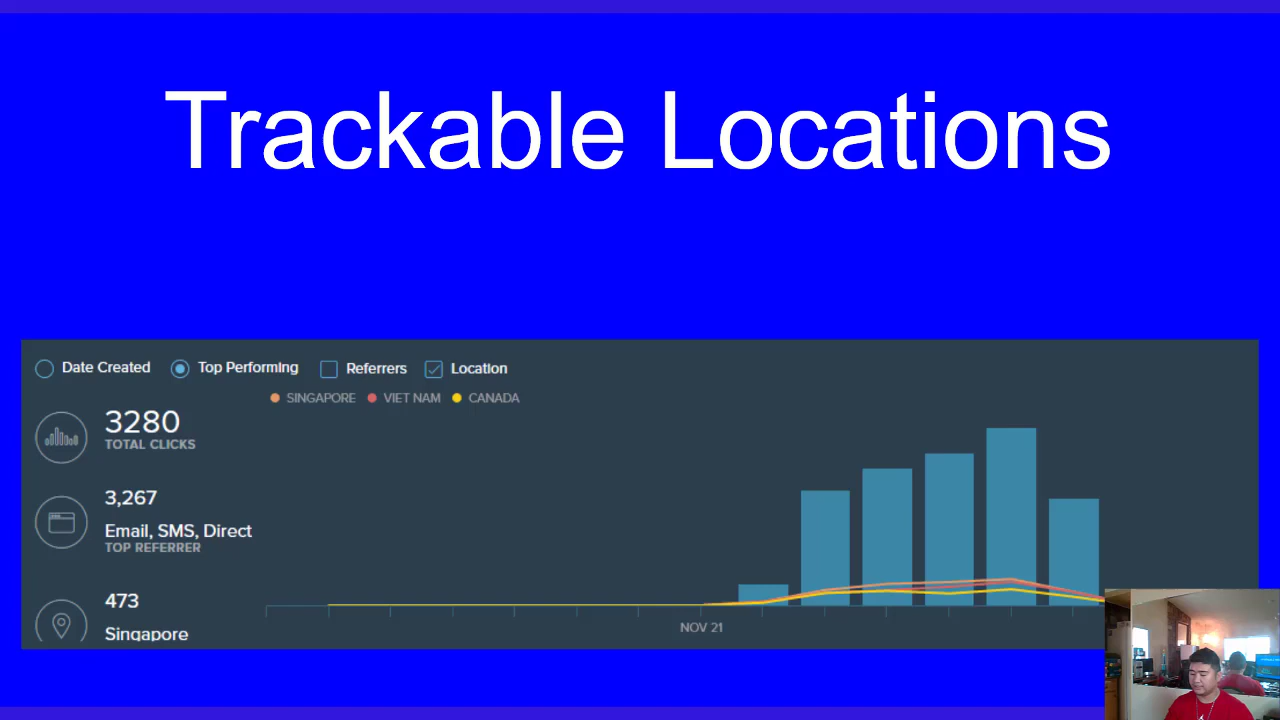 Trackable Locations
Date Created Top Performing Referrers Location
SINGAPORE VIET NAM CANADA
3280
TOTAL CLICKS
3,267
Email, SMS, Direct
TOP REFERRER
473
Singapore
NOV 21